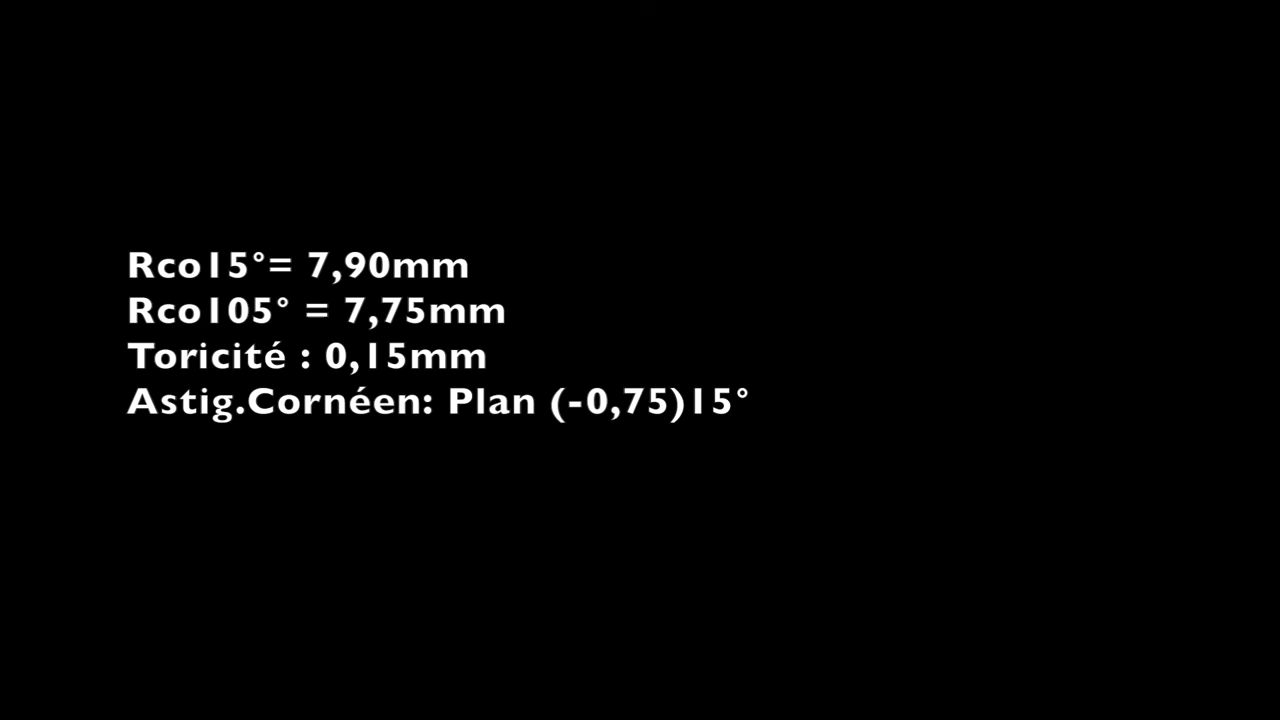 Rco15°= 7,90mm
Rco105° = 7,75mm
Toricité : 0,15mm
Astig.Cornéen: Plan (-0,75)15°